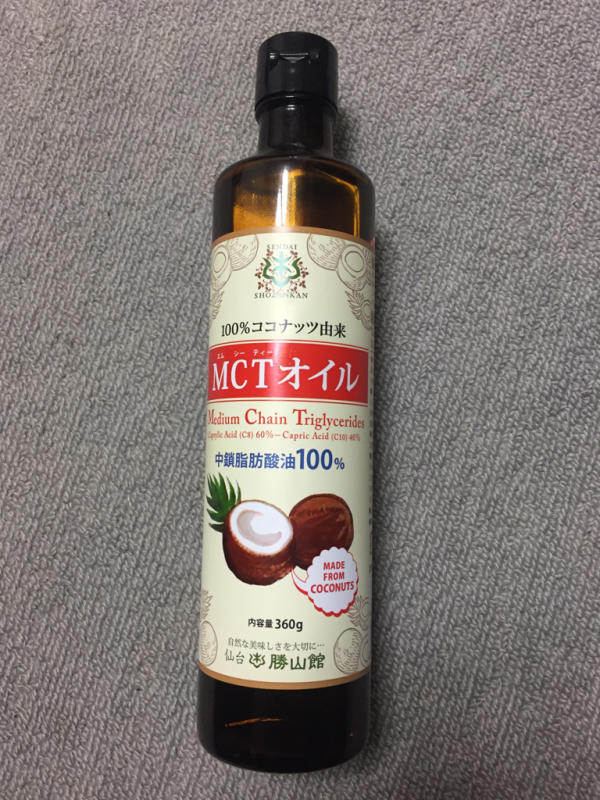 SENDAI
SHOZANKAN
100%ココナッツ由来
エム シー ティー
MCTオイル
Medium Chain Triglycerides
Caprylic Acid (C8) 60%–Capric Acid (C10) 40%
中鎖脂肪酸油100%
MADE
FROM
COCONUTS
内容量 360g
自然な美味しさを大切に…
仙台 勝山館